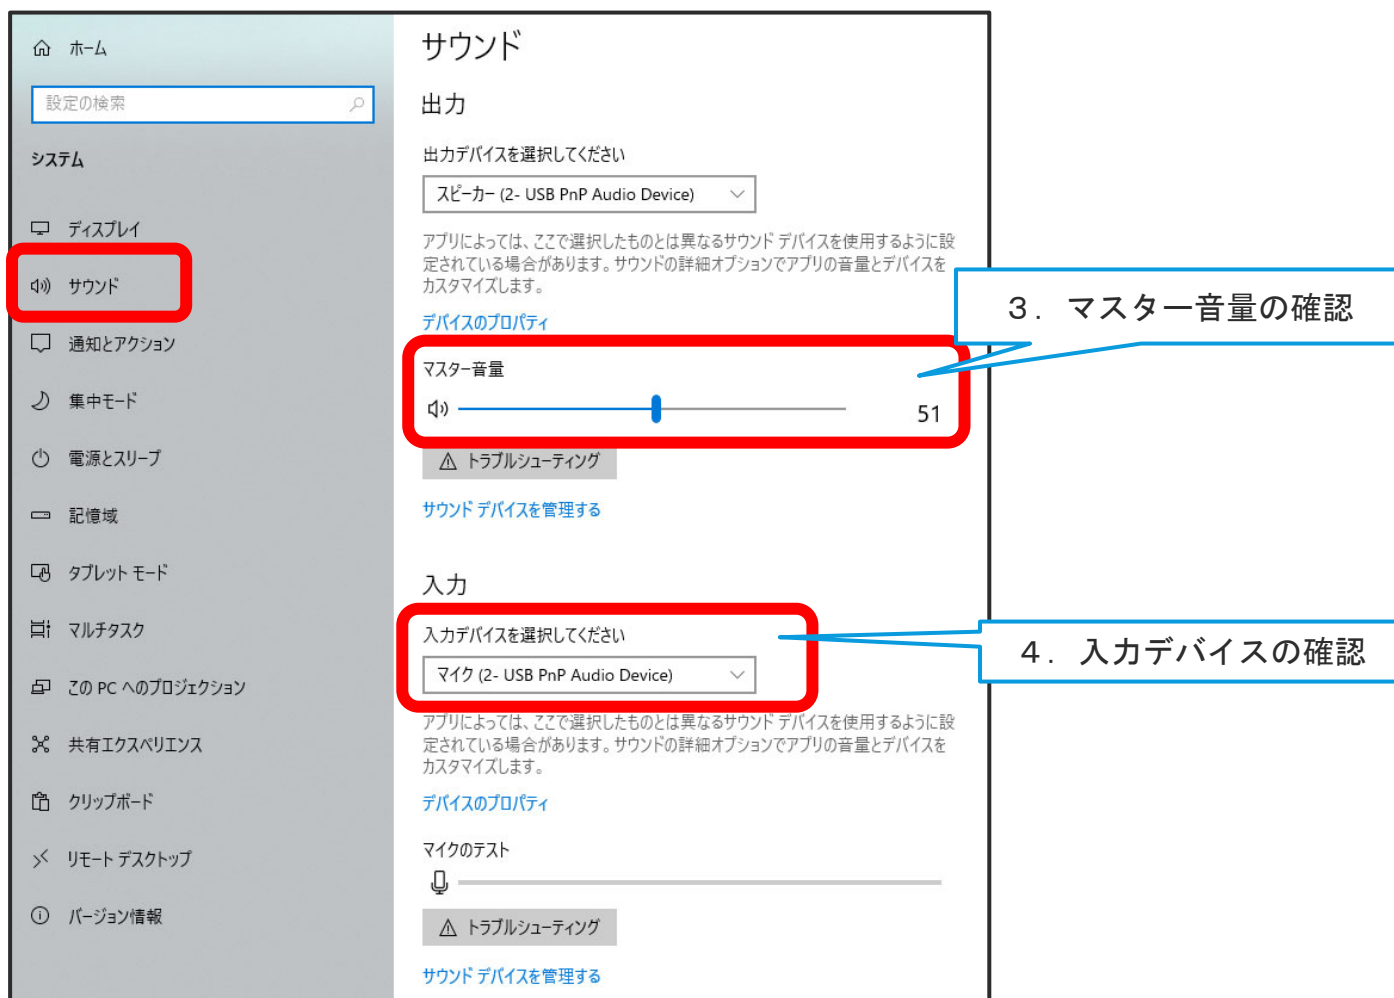 ホーム
設定の検索
システム
ディスプレイ
サウンド
通知とアクション
集中モード
電源とスリープ
記憶域
タブレット モード
マルチタスク
この PC へのプロジェクション
共有エクスペリエンス
クリップボード
リモート デスクトップ
バージョン情報
サウンド
出力
出力デバイスを選択してください
スピーカー (2- USB PnP Audio Device)
アプリによっては、ここで選択したものとは異なるサウンド デバイスを使用するように設
定されている場合があります。サウンドの詳細オプションでアプリの音量とデバイスを
カスタマイズします。
デバイスのプロパティ
マスター音量
51
トラブルシューティング
サウンド デバイスを管理する
入力
入力デバイスを選択してください
マイク (2- USB PnP Audio Device)
アプリによっては、ここで選択したものとは異なるサウンド デバイスを使用するように設
定されている場合があります。サウンドの詳細オプションでアプリの音量とデバイスを
カスタマイズします。
デバイスのプロパティ
マイクのテスト
トラブルシューティング
サウンド デバイスを管理する
３．マスター音量の確認
４．入力デバイスの確認